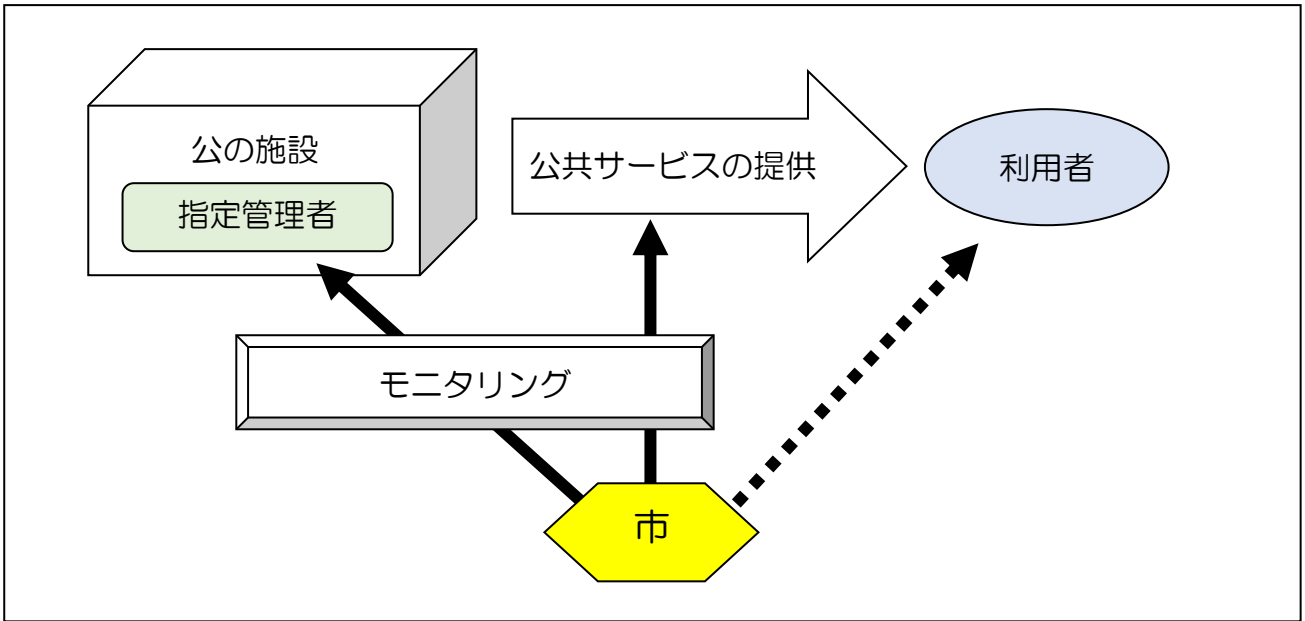 公の施設
指定管理者
公共サービスの提供
利用者
モニタリング
市